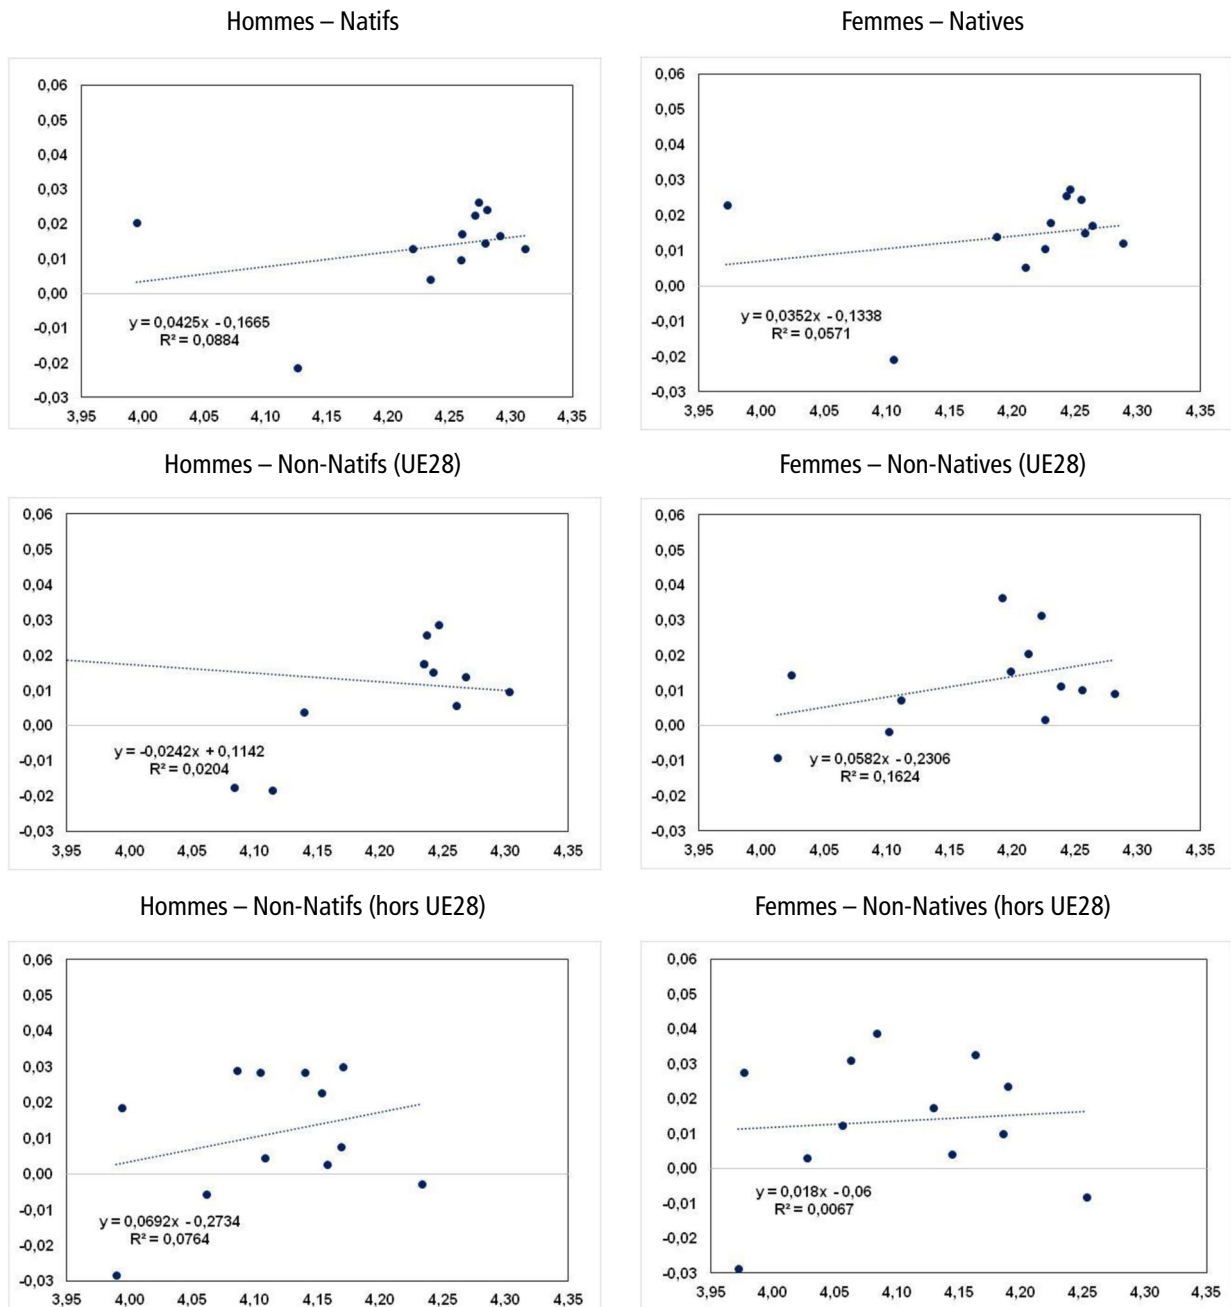 Hommes – Natifs
0,06
0,05
0,04
0,03
0,02
0,01
0,00
-0,01
-0,02
-0,03
y = 0,0425x - 0,1665
R² = 0,0884
3,95 4,00 4,05 4,10 4,15 4,20 4,25 4,30 4,35
Femmes – Natives
0,06
0,05
0,04
0,03
0,02
0,01
0,00
-0,01
-0,02
-0,03
y = 0,0352x - 0,1338
R² = 0,0571
3,95 4,00 4,05 4,10 4,15 4,20 4,25 4,30 4,35
Hommes – Non-Natifs (UE28)
0,06
0,05
0,04
0,03
0,02
0,01
0,00
-0,01
-0,02
-0,03
y = -0,0242x + 0,1142
R² = 0,0204
3,95 4,00 4,05 4,10 4,15 4,20 4,25 4,30 4,35
Femmes – Non-Natives (UE28)
0,06
0,05
0,04
0,03
0,02
0,01
0,00
-0,01
-0,02
-0,03
y = 0,0582x - 0,2306
R² = 0,1624
3,95 4,00 4,05 4,10 4,15 4,20 4,25 4,30 4,35
Hommes – Non-Natifs (hors UE28)
0,06
0,05
0,04
0,03
0,02
0,01
0,00
-0,01
-0,02
-0,03
y = 0,0692x - 0,2734
R² = 0,0764
3,95 4,00 4,05 4,10 4,15 4,20 4,25 4,30 4,35
Femmes – Non-Natives (hors UE28)
0,06
0,05
0,04
0,03
0,02
0,01
0,00
-0,01
-0,02
-0,03
y = 0,018x - 0,06
R² = 0,0067
3,95 4,00 4,05 4,10 4,15 4,20 4,25 4,30 4,35